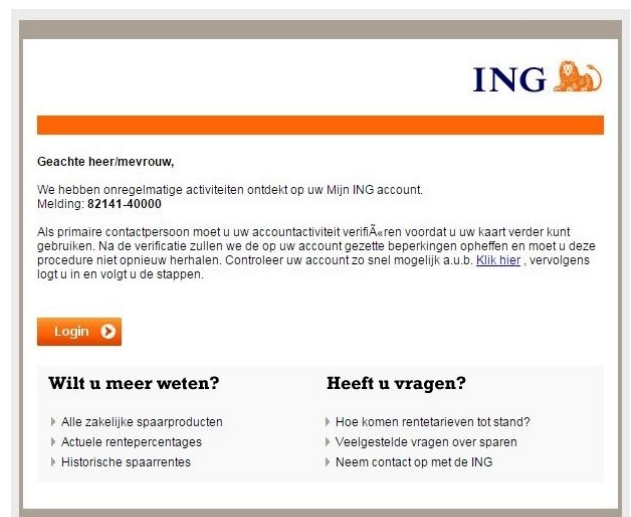 ING
Geachte heer/mevrouw,
We hebben onregelmatige activiteiten ontdekt op uw Mijn ING account.
Melding: 82141-40000
Als primaire contactpersoon moet u uw accountactiviteit verifiÃ«ren voordat u uw kaart verder kunt
gebruiken. Na de verificatie zullen we de op uw account gezette beperkingen opheffen en moet u deze
procedure niet opnieuw herhalen. Controleer uw account zo snel mogelijk a.u.b. Klik hier , vervolgens
logt u in en volgt u de stappen.
Login
Wilt u meer weten?
Alle zakelijke spaarproducten
Actuele rentepercentages
Historische spaarrentes
Heeft u vragen?
Hoe komen rentetarieven tot stand?
Veelgestelde vragen over sparen
Neem contact op met de ING